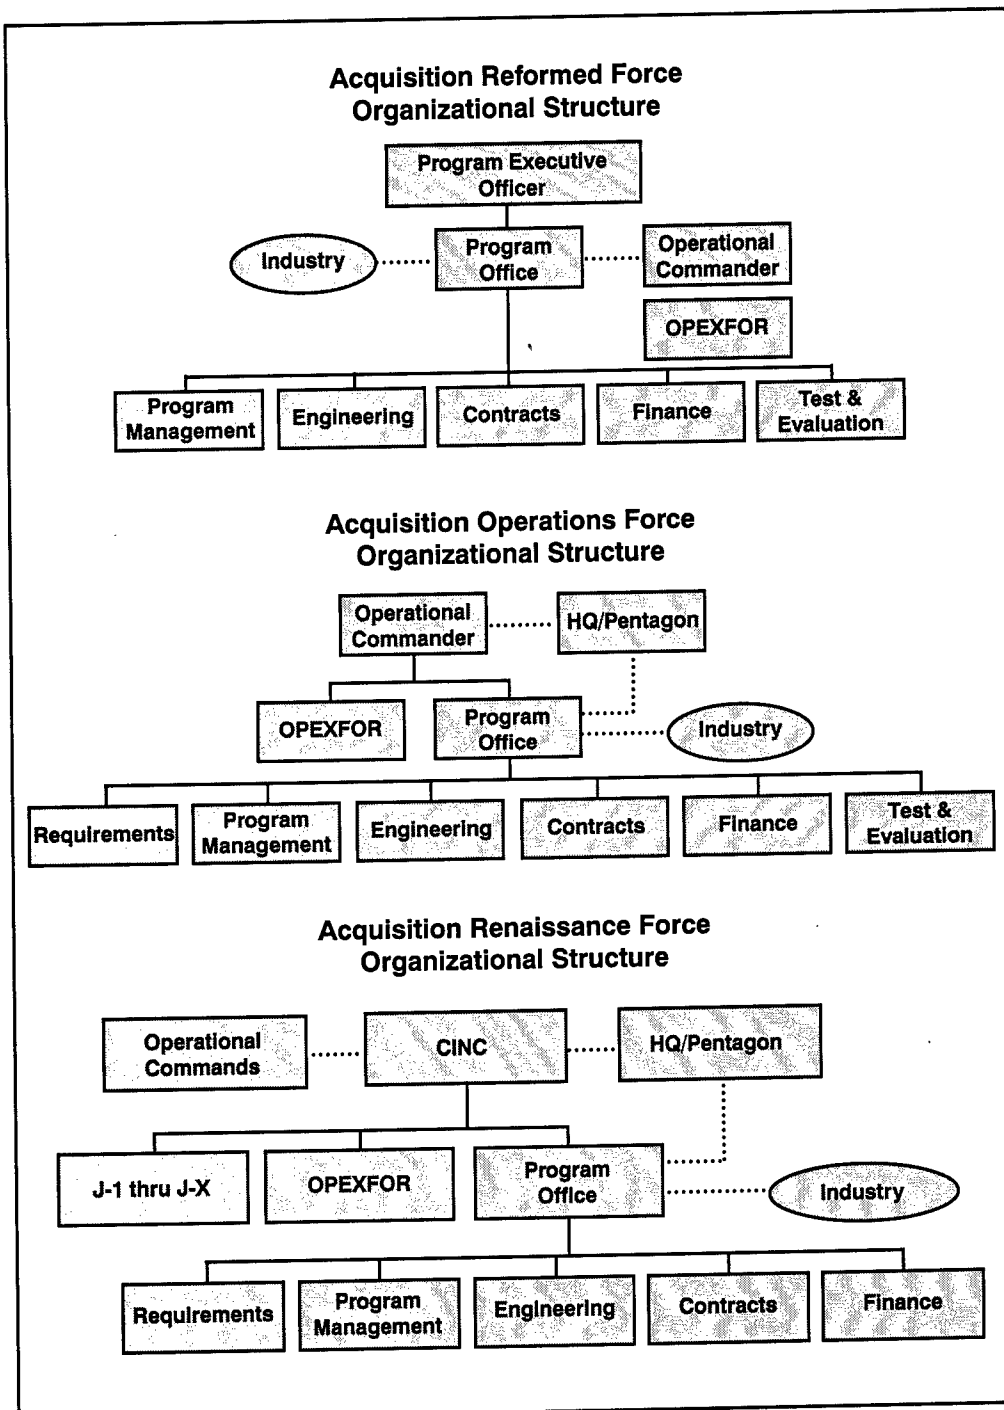 Acquisition Reformed Force
Organizational Structure
Program Executive
Officer
Industry
Program
Office
Operational
Commander
OPEXFOR
Program
Management
Engineering
Contracts
Finance
Test &
Evaluation
Acquisition Operations Force
Organizational Structure
Operational
Commander
HQ/Pentagon
OPEXFOR
Program
Office
Industry
Requirements
Program
Management
Engineering
Contracts
Finance
Test &
Evaluation
Acquisition Renaissance Force
Organizational Structure
Operational
Commands
CINC
HQ/Pentagon
J-1 thru J-X
OPEXFOR
Program
Office
Industry
Requirements
Program
Management
Engineering
Contracts
Finance